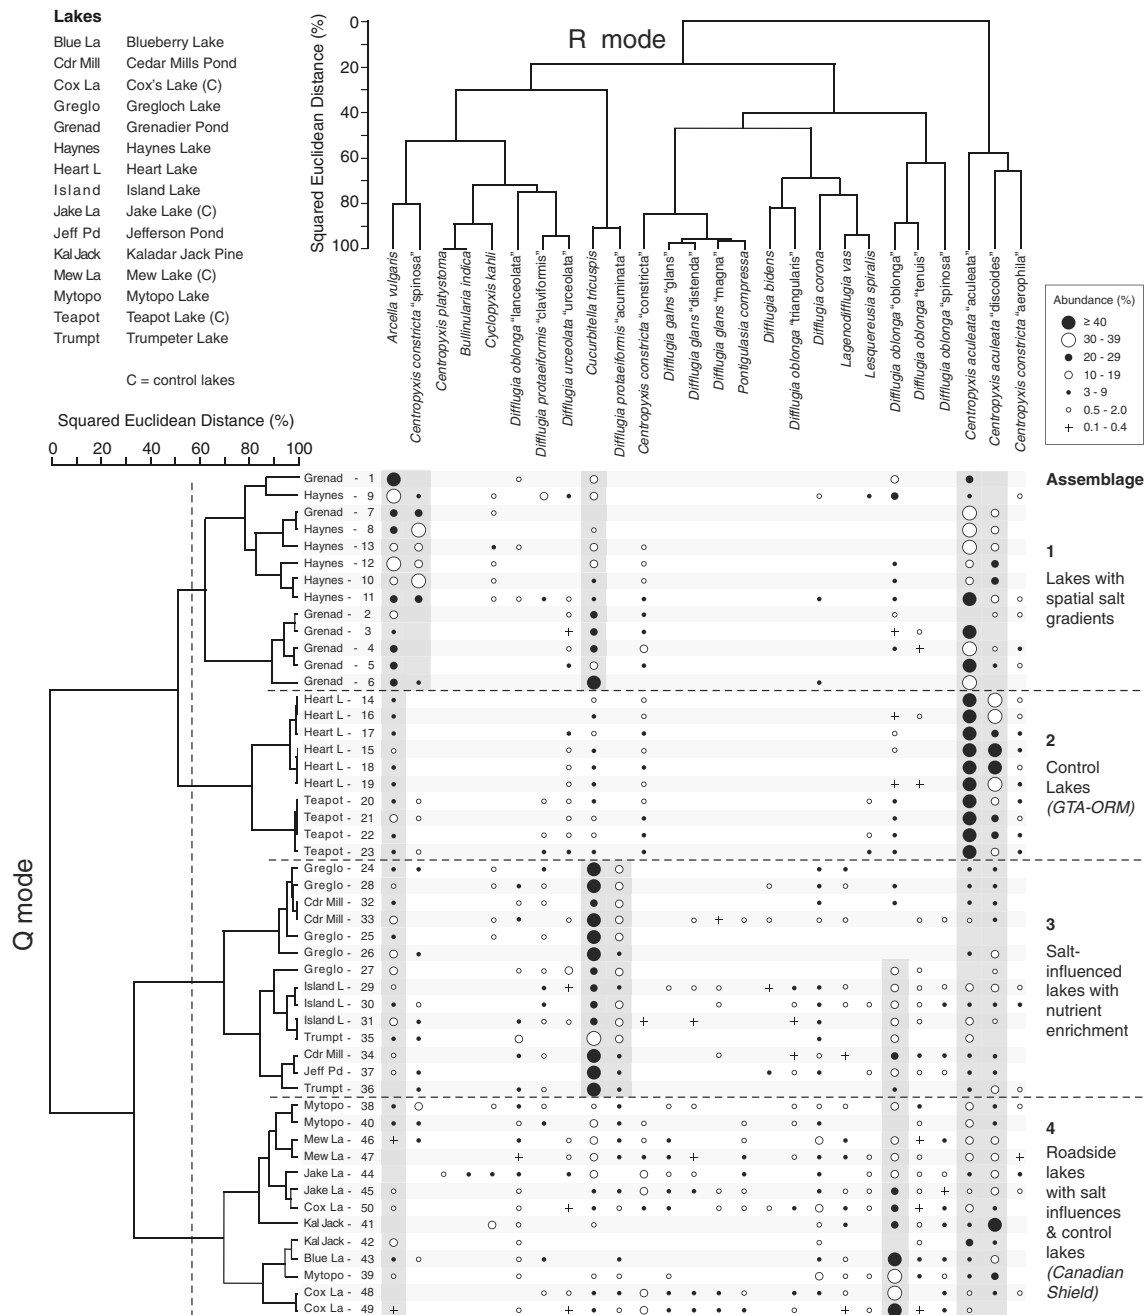 Lakes
Blue La Blueberry Lake
Cdr Mill Cedar Mills Pond
Cox La Cox's Lake (C)
Greglo Gregloch Lake
Grenad Grenadier Pond
Haynes Haynes Lake
Heart L Heart Lake
Island Island Lake
Jake La Jake Lake (C)
Jeff Pd Jefferson Pond
Kal Jack Kaladar Jack Pine
Mew La Mew Lake (C)
Mytopo Mytopo Lake
Teapot Teapot Lake (C)
Trumpt Trumpeter Lake
C = control lakes
Squared Euclidean Distance (%)
0
20
40
60
80
100
R mode
Arcella vulgaris
Centropyxis constricta "spinosa"
Centropyxis platystoma
Bullinularia indica
Cyclopyxis kahli
Difflugia oblonga "lanceolata"
Difflugia protaeiformis "claviformis"
Difflugia urceolata "urceolata"
Cucurbitella tricuspis
Difflugia protaeiformis "acuminata"
Centropyxis constricta "constricta"
Difflugia galns "glans"
Difflugia glans "distenda"
Difflugia glans "magna"
Pontigulasia compressa
Difflugia bidens
Difflugia oblonga "triangularis"
Difflugia corona
Lagenodifflugia vas
Lesquereusia spiralis
Difflugia oblonga "oblonga"
Difflugia oblonga "tenuis"
Difflugia oblonga "spinosa"
Centropyxis aculeata "aculeata"
Centropyxis aculeata "discoides"
Centropyxis constricta "aerophila"
Abundance (%)
≥ 40
30 - 39
20 - 29
10 - 19
3 - 9
0.5 - 2.0
0.1 - 0.4
Squared Euclidean Distance (%)
0 20 40 60 80 100
Q mode
Grenad - 1
Haynes - 9
Grenad - 7
Haynes - 8
Haynes - 13
Haynes - 12
Haynes - 10
Haynes - 11
Grenad - 2
Grenad - 3
Grenad - 4
Grenad - 5
Grenad - 6
Heart L - 14
Heart L - 16
Heart L - 17
Heart L - 15
Heart L - 18
Heart L - 19
Teapot - 20
Teapot - 21
Teapot - 22
Teapot - 23
Greglo - 24
Greglo - 28
Cdr Mill - 32
Cdr Mill - 33
Greglo - 25
Greglo - 26
Greglo - 27
Island L - 29
Island L - 30
Island L - 31
Trumpt - 35
Cdr Mill - 34
Jeff Pd - 37
Trumpt - 36
Mytopo - 38
Mytopo - 40
Mew La - 46
Mew La - 47
Jake La - 44
Jake La - 45
Cox La - 50
Kal Jack - 41
Kal Jack - 42
Blue La - 43
Mytopo - 39
Cox La - 48
Cox La - 49
Assemblage
1
Lakes with
spatial salt
gradients
2
Control
Lakes
(GTA-ORM)
3
Salt-
influenced
lakes with
nutrient
enrichment
4
Roadside
lakes
with salt
influences
& control
lakes
(Canadian
Shield)